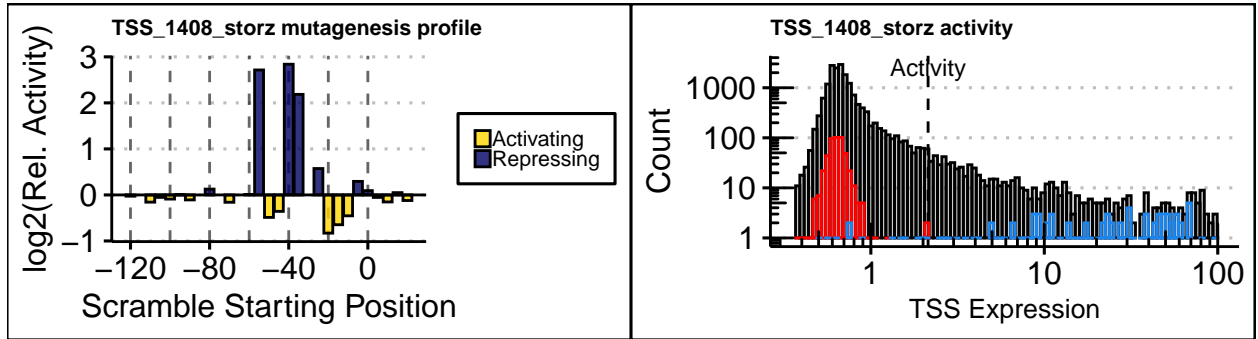 TSS_1408_storz mutagenesis profile
log2(Rel. Activity)
3
2
1
0
−1
−120
−80
−40
0
Scramble Starting Position
Activating
Repressing
TSS_1408_storz activity
Activity
Count
1000
100
10
1
1
10
100
TSS Expression